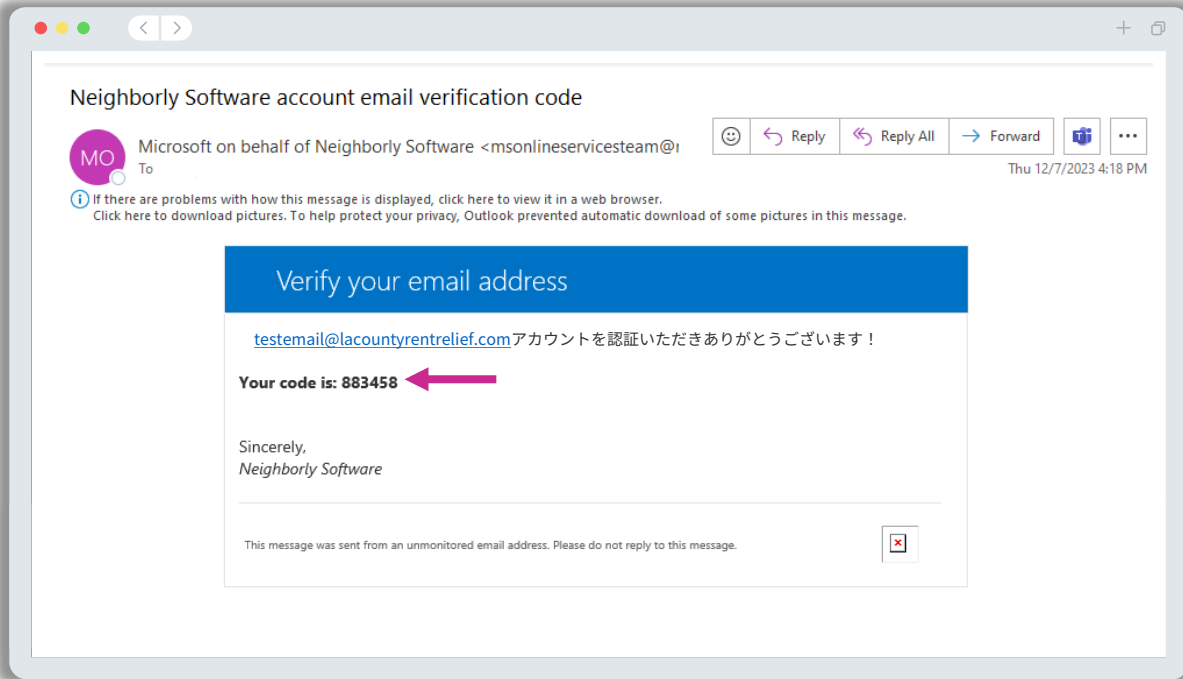 Neighborly Software account email verification code
MO
Microsoft on behalf of Neighborly Software <msonlineservicesteam@
Reply
Reply All
Forward
To
Thu 12/7/2023 4:18 PM
If there are problems with how this message is displayed, click here to view it in a web browser.
Click here to download pictures. To help protect your privacy, Outlook prevented automatic download of some pictures in this message.
Verify your email address
testemail@lacountyrentrelief.comアカウントを認証いただきありがとうございます！
Your code is: 883458
Sincerely,
Neighborly Software
This message was sent from an unmonitored email address. Please do not reply to this message.